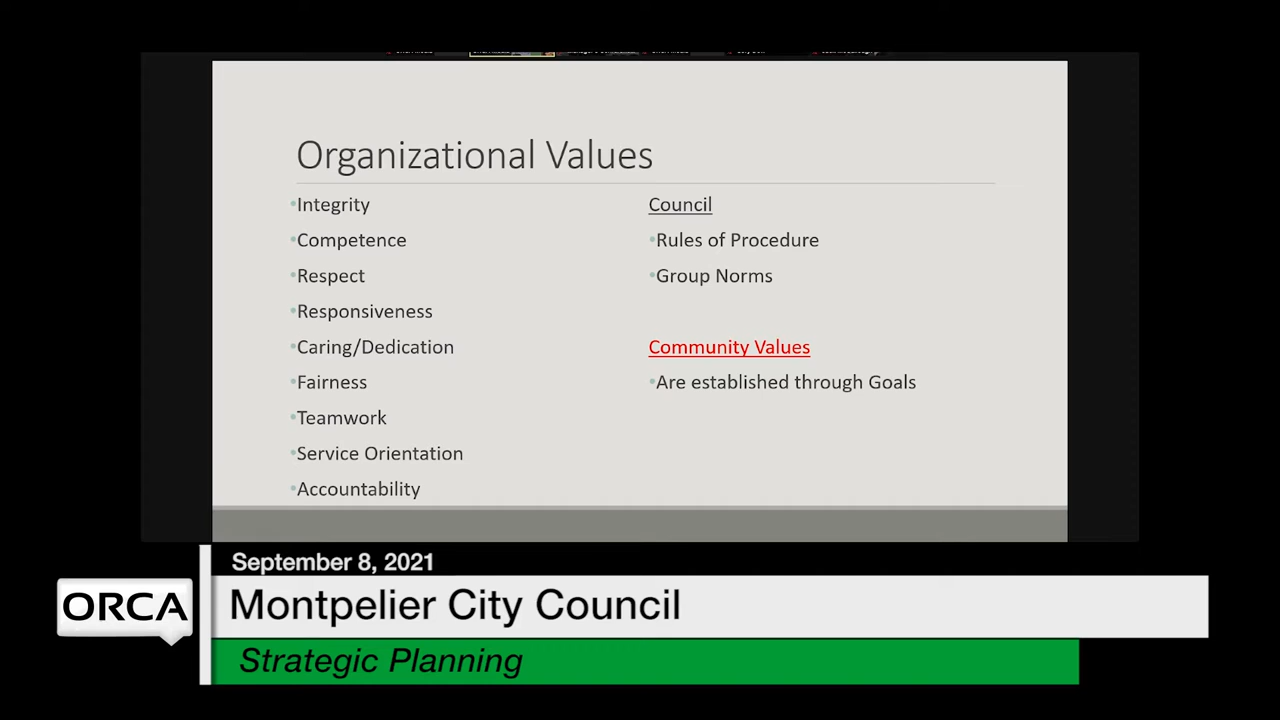 Organizational Values
•Integrity
•Competence
•Respect
•Responsiveness
•Caring/Dedication
•Fairness
•Teamwork
•Service Orientation
•Accountability
Council
•Rules of Procedure
•Group Norms
Community Values
•Are established through Goals
September 8, 2021
ORCA
Montpelier City Council
Strategic Planning